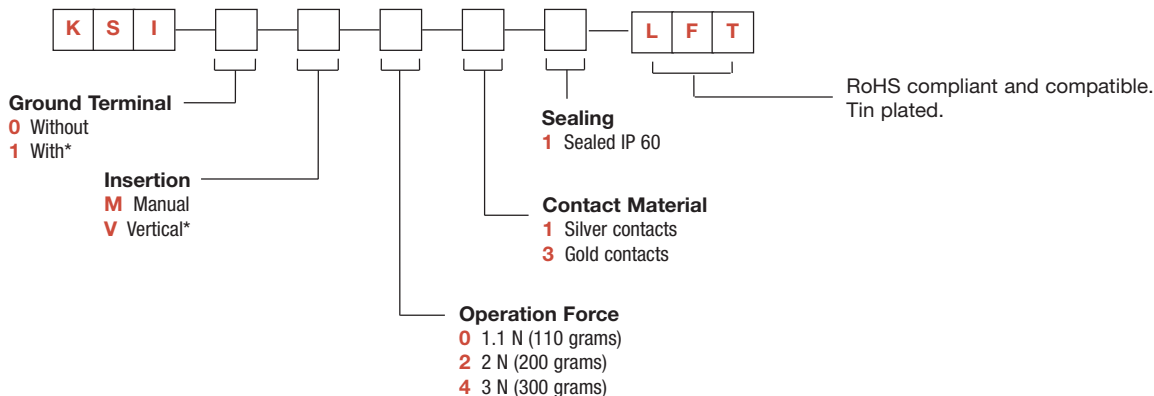 K S I L F T
RoHS compliant and compatible.
Tin plated.
Ground Terminal
0 Without
1 With*
Sealing
1 Sealed IP 60
Insertion
M Manual
V Vertical*
Contact Material
1 Silver contacts
3 Gold contacts
Operation Force
0 1.1 N (110 grams)
2 2 N (200 grams)
4 3 N (300 grams)